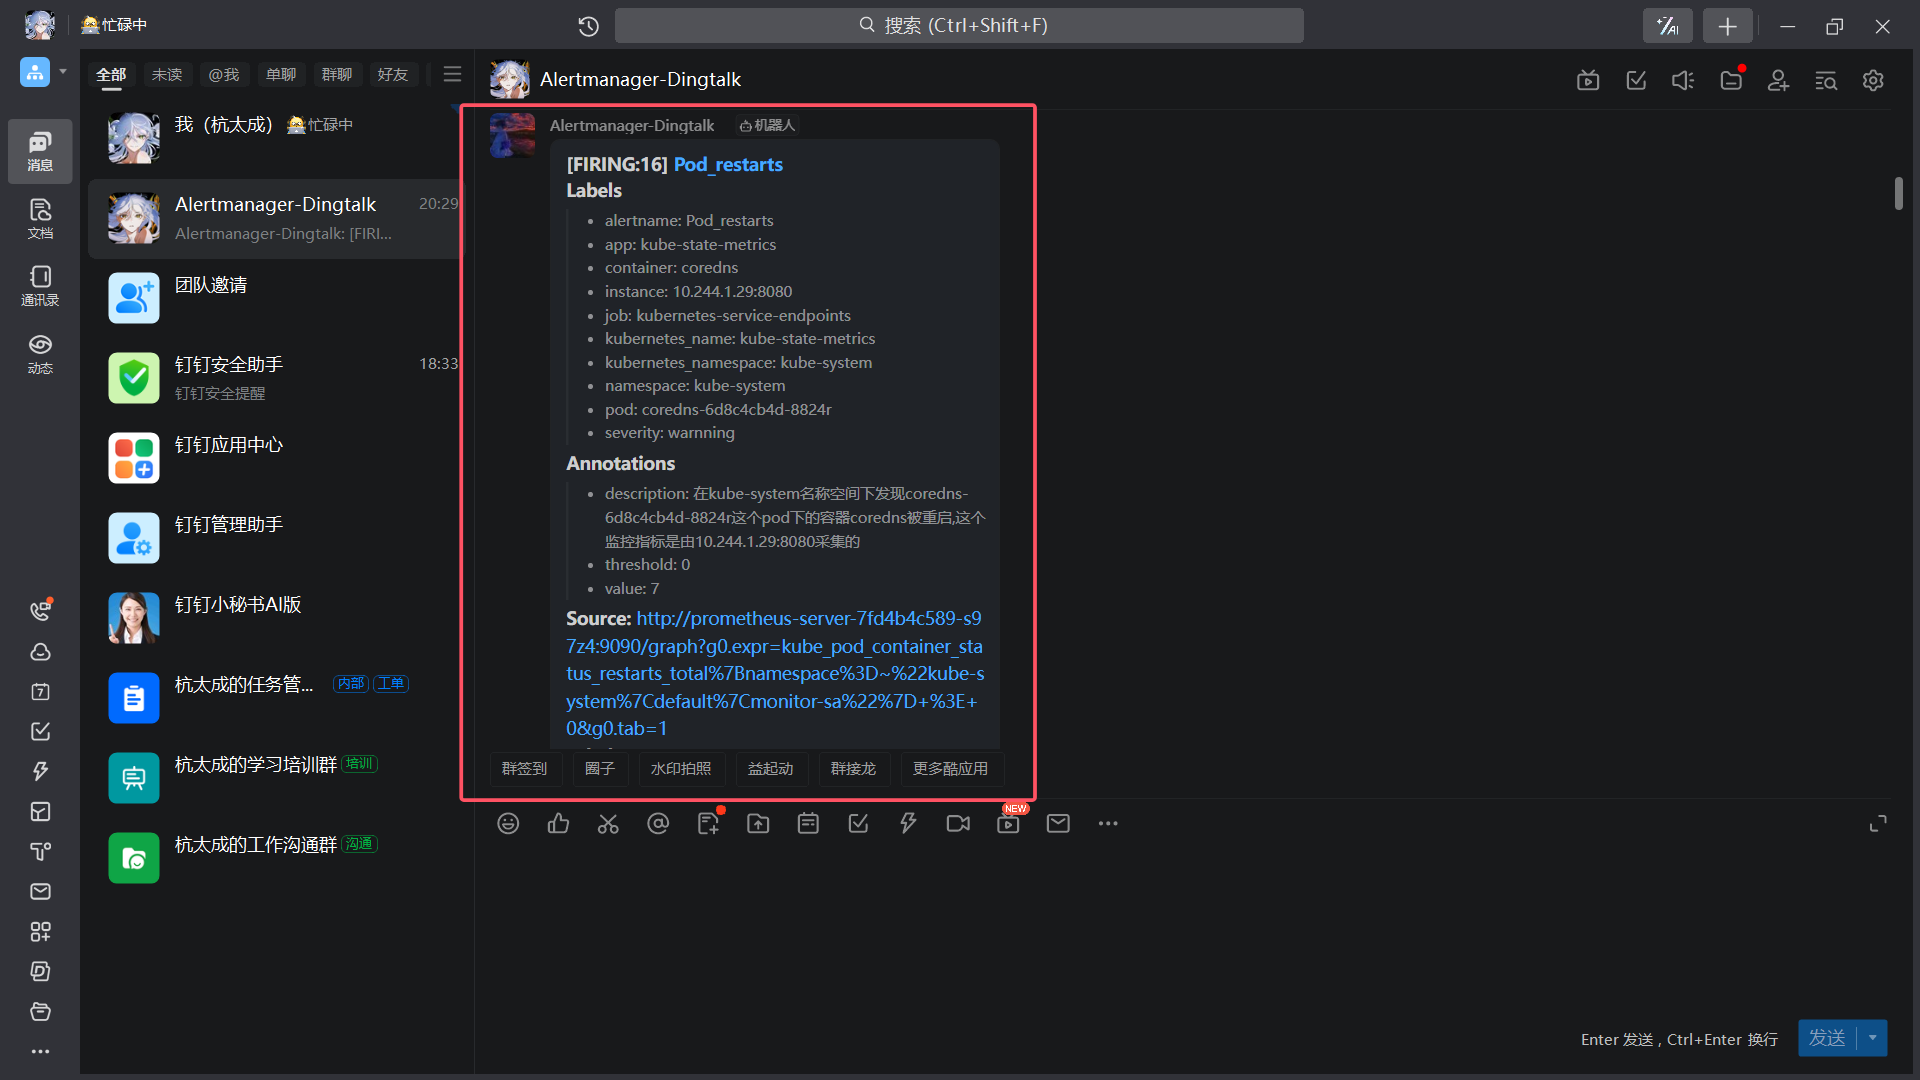 忙碌中
搜索 (Ctrl+Shift+F)
全部
未读
@我
单聊
群聊
好友
消息
文档
通讯录
动态
7
我（杭太成）
忙碌中
Alertmanager-Dingtalk
20:29
Alertmanager-Dingtalk: [FIRI...
团队邀请
钉钉安全助手
18:33
钉钉安全提醒
钉钉应用中心
钉钉管理助手
钉钉小秘书AI版
杭太成的任务管...
内部
工单
杭太成的学习培训群
培训
杭太成的工作沟通群
沟通
Alertmanager-Dingtalk
Alertmanager-Dingtalk
机器人
[FIRING:16] Pod_restarts
Labels
• alertname: Pod_restarts
• app: kube-state-metrics
• container: coredns
• instance: 10.244.1.29:8080
• job: kubernetes-service-endpoints
• kubernetes_name: kube-state-metrics
• kubernetes_namespace: kube-system
• namespace: kube-system
• pod: coredns-6d8c4cb4d-8824r
• severity: warnning
Annotations
• description: 在kube-system名称空间下发现coredns-
6d8c4cb4d-8824r这个pod下的容器coredns被重启,这个
监控指标是由10.244.1.29:8080采集的
• threshold: 0
• value: 7
Source: http://prometheus-server-7fd4b4c589-s9
7z4:9090/graph?g0.expr=kube_pod_container_sta
tus_restarts_total%7Bnamespace%3D~%22kube-s
ystem%7Cdefault%7Cmonitor-sa%22%7D+%3E+
0&g0.tab=1
群签到
圈子
水印拍照
益起动
群接龙
更多酷应用
NEW
Enter 发送 , Ctrl+Enter 换行
发送